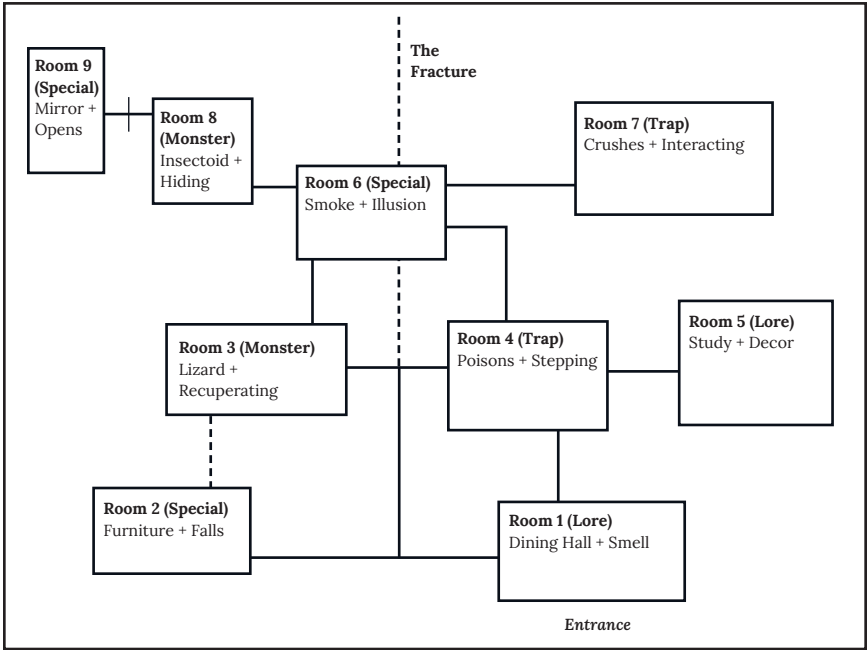 The
Fracture
Room 9
(Special)
Mirror +
Opens
Room 8
(Monster)
Insectoid +
Hiding
Room 7 (Trap)
Crushes + Interacting
Room 6 (Special)
Smoke + Illusion
Room 5 (Lore)
Study + Decor
Room 3 (Monster)
Lizard +
Recuperating
Room 4 (Trap)
Poisons + Stepping
Room 2 (Special)
Furniture + Falls
Room 1 (Lore)
Dining Hall + Smell
Entrance